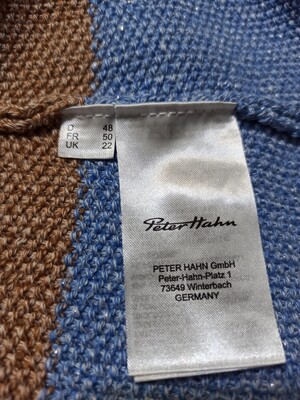 D 48
FR 50
UK 22
Peter Hahn
PETER HAHN GmbH
Peter-Hahn-Platz 1
73649 Winterbach
GERMANY